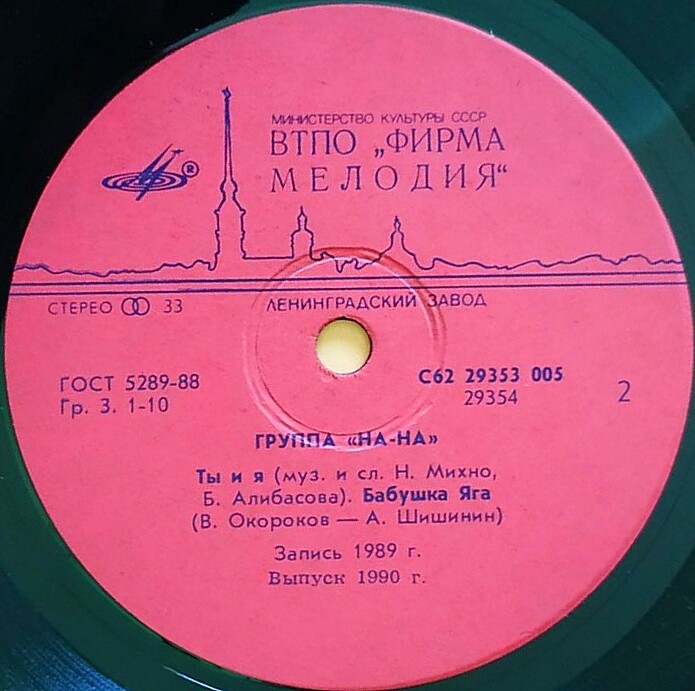 МИНИСТЕРСТВО КУЛЬТУРЫ СССР
ВТПО „ФИРМА
МЕЛОДИЯ“
®
СТЕРЕО 33
ЛЕНИНГРАДСКИЙ ЗАВОД
ГОСТ 5289-88
Гр. 3. 1-10
С62 29353 005
29354
2
ГРУППА «НА-НА»
Ты и я (муз. и сл. Н. Михно,
Б. Алибасова). Бабушка Яга
(В. Окороков — А. Шишинин)
Запись 1989 г.
Выпуск 1990 г.